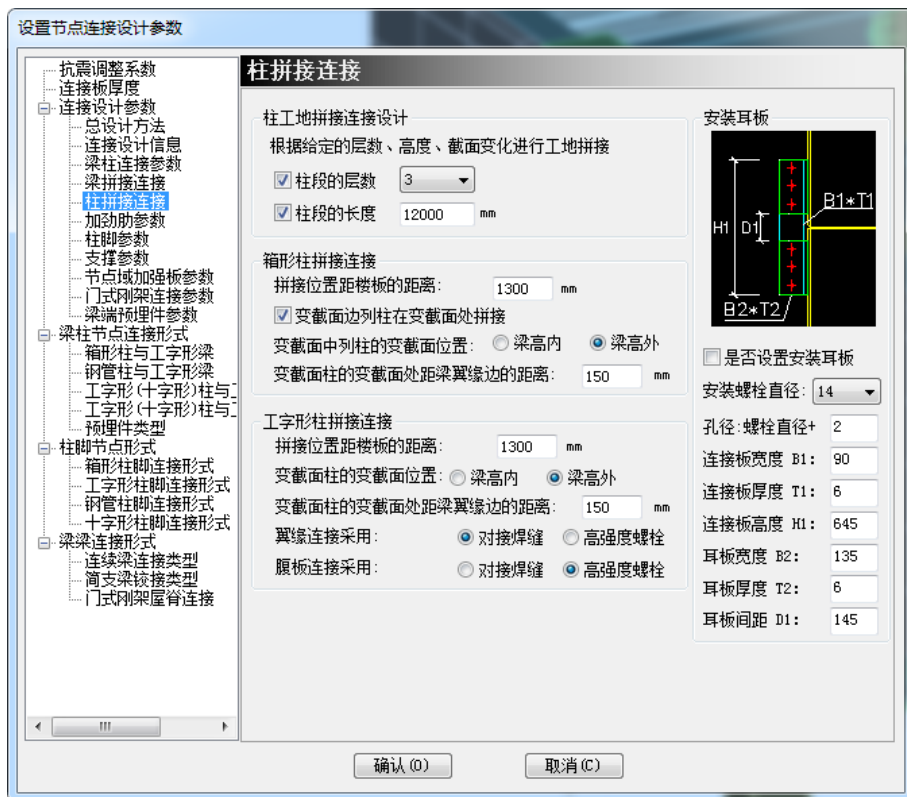 设置节点连接设计参数
抗震调整系数
连接板厚度
连接设计参数
总设计方法
连接设计信息
梁柱连接参数
梁拼接连接
柱拼接连接
加劲肋参数
柱脚参数
支撑参数
节点域加强板参数
门式刚架连接参数
梁端预埋件参数
梁柱节点连接形式
箱形柱与工字形梁
钢管柱与工字形梁
工字形(十字形)柱与工
工字形(十字形)柱与工
预埋件类型
柱脚节点形式
箱形柱脚连接形式
工字形柱脚连接形式
钢管柱脚连接形式
十字形柱脚连接形式
梁梁连接形式
连续梁连接类型
简支梁铰接类型
门式刚架屋脊连接
柱拼接连接
柱工地拼接连接设计
根据给定的层数、高度、截面变化进行工地拼接
柱段的层数 3
柱段的长度 12000 mm
箱形柱拼接连接
拼接位置距楼板的距离: 1300 mm
变截面边列柱在变截面处拼接
变截面中列柱的变截面位置: 梁高内 梁高外
变截面柱的变截面处距梁翼缘边的距离: 150 mm
工字形柱拼接连接
拼接位置距楼板的距离: 1300 mm
变截面柱的变截面位置: 梁高内 梁高外
变截面柱的变截面处距梁翼缘边的距离: 150 mm
翼缘连接采用: 对接焊缝 高强度螺栓
腹板连接采用: 对接焊缝 高强度螺栓
安装耳板
B1*T1
H1 D1
B2*T2
是否设置安装耳板
安装螺栓直径: 14
孔径:螺栓直径+ 2
连接板宽度 B1: 90
连接板厚度 T1: 6
连接板高度 H1: 645
耳板宽度 B2: 135
耳板厚度 T2: 6
耳板间距 D1: 145
确认(O) 取消(C)